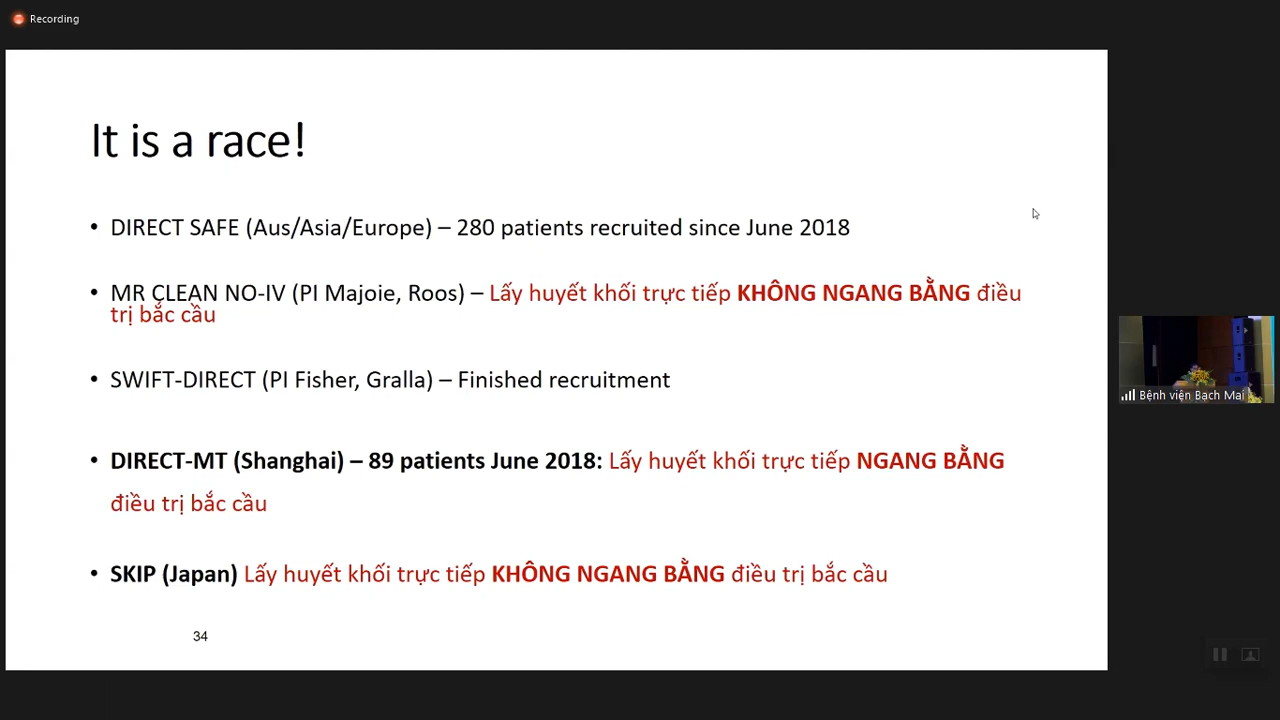 Recording
It is a race!
• DIRECT SAFE (Aus/Asia/Europe) – 280 patients recruited since June 2018
• MR CLEAN NO-IV (PI Majoie, Roos) – Lấy huyết khối trực tiếp KHÔNG NGANG BẰNG điều
trị bắc cầu
• SWIFT-DIRECT (PI Fisher, Gralla) – Finished recruitment
• DIRECT-MT (Shanghai) – 89 patients June 2018: Lấy huyết khối trực tiếp NGANG BẰNG
điều trị bắc cầu
• SKIP (Japan) Lấy huyết khối trực tiếp KHÔNG NGANG BẰNG điều trị bắc cầu
34
Bệnh viện Bạch Mai